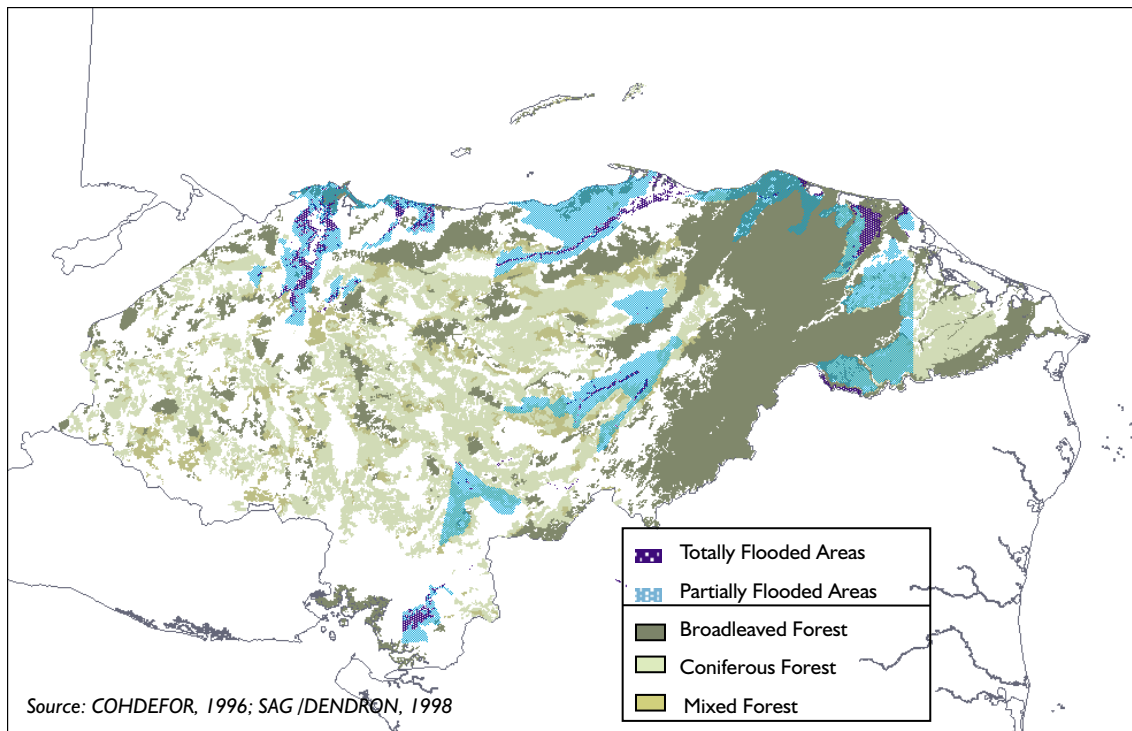 Totally Flooded Areas
Partially Flooded Areas
Broadleaved Forest
Coniferous Forest
Mixed Forest
Source: COHDEFOR, 1996; SAG /DENDRON, 1998